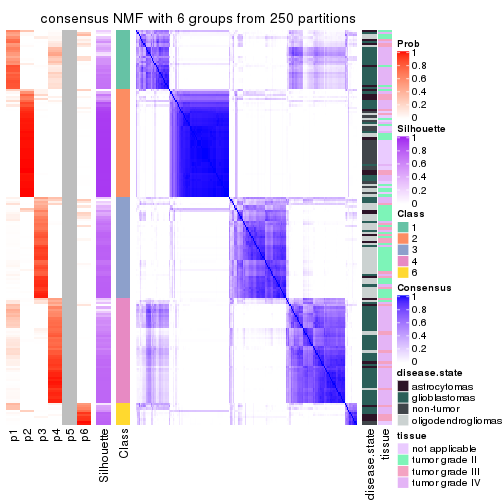 consensus NMF with 6 groups from 250 partitions
p1
p2
p3
p4
p5
p6
Silhouette
Class
disease.state
tissue
Prob
1
0.8
0.6
0.4
0.2
0
Silhouette
1
0.8
0.6
0.4
0.2
0
Class
1
2
3
4
6
Consensus
1
0.8
0.6
0.4
0.2
0
disease.state
astrocytomas
glioblastomas
non-tumor
oligodendrogliomas
tissue
not applicable
tumor grade II
tumor grade III
tumor grade IV